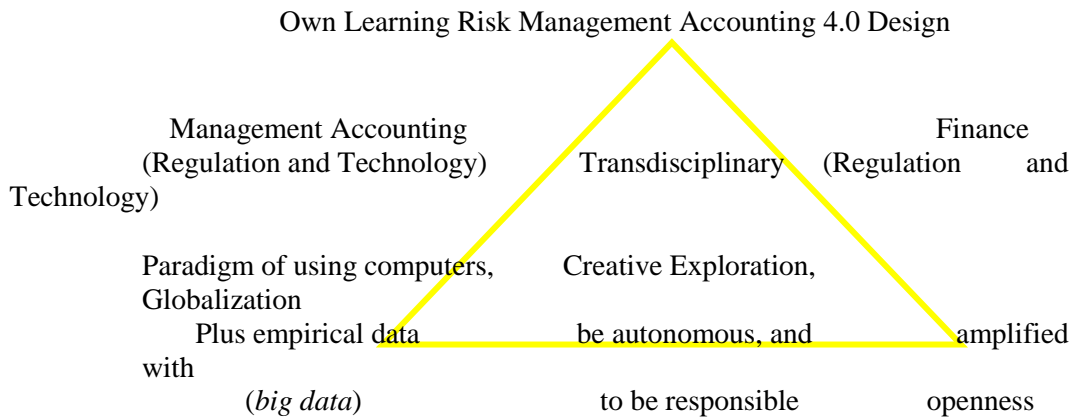 Own Learning Risk Management Accounting 4.0 Design
Management Accounting Finance
(Regulation and Technology) Transdisciplinary (Regulation and
Technology)
Paradigm of using computers, Creative Exploration,
Globalization
Plus empirical data be autonomous, and amplified
with
(big data) to be responsible openness